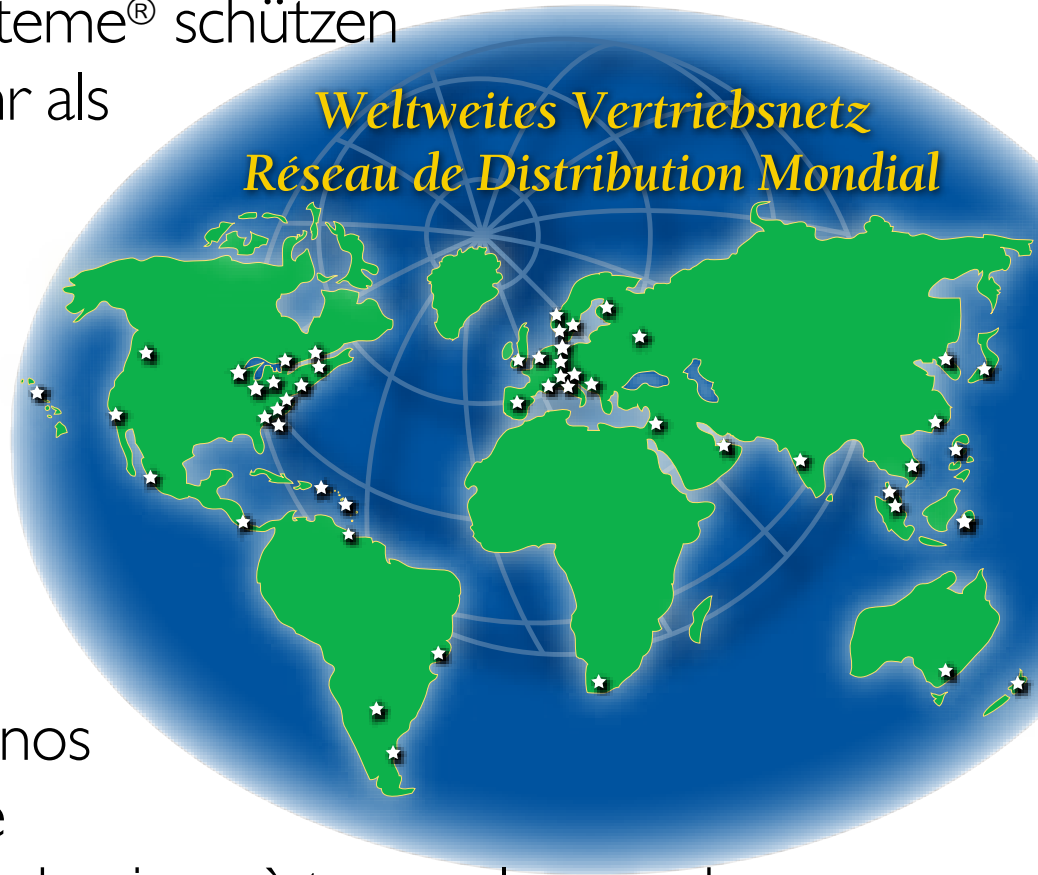 teme® schützen
als
Weltweites Vertriebsnetz
Réseau de Distribution Mondial
nos